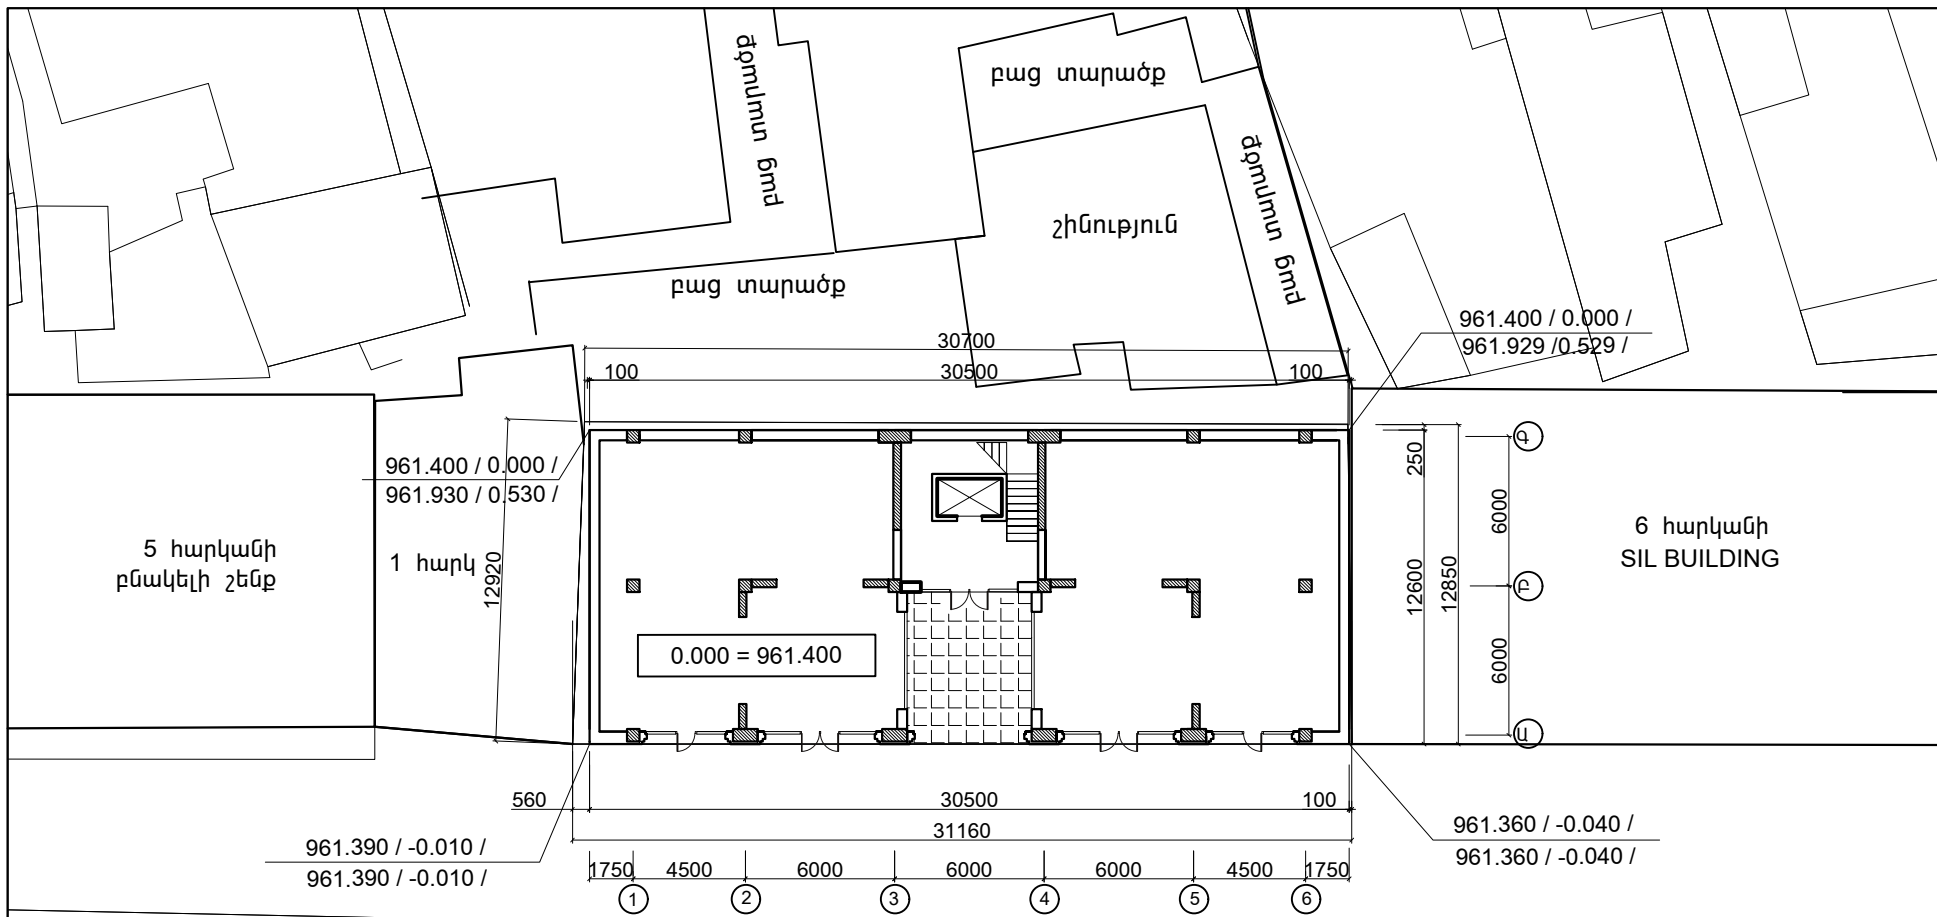 բաց տարածք
բաց տարածք
բաց տարածք
շինություն
բաց տարածք
961.400 / 0.000 /
961.929 /0.529 /
30700
100
30500
100
961.400 / 0.000 /
961.930 / 0.530 /
5 հարկանի
բնակելի շենք
1 հարկ
12920
0.000 = 961.400
250
12600
12850
6000
6000
Գ
Բ
Ա
6 հարկանի
SIL BUILDING
560
30500
100
31160
961.390 / -0.010 /
961.390 / -0.010 /
961.360 / -0.040 /
961.360 / -0.040 /
1750
4500
6000
6000
6000
4500
1750
1
2
3
4
5
6